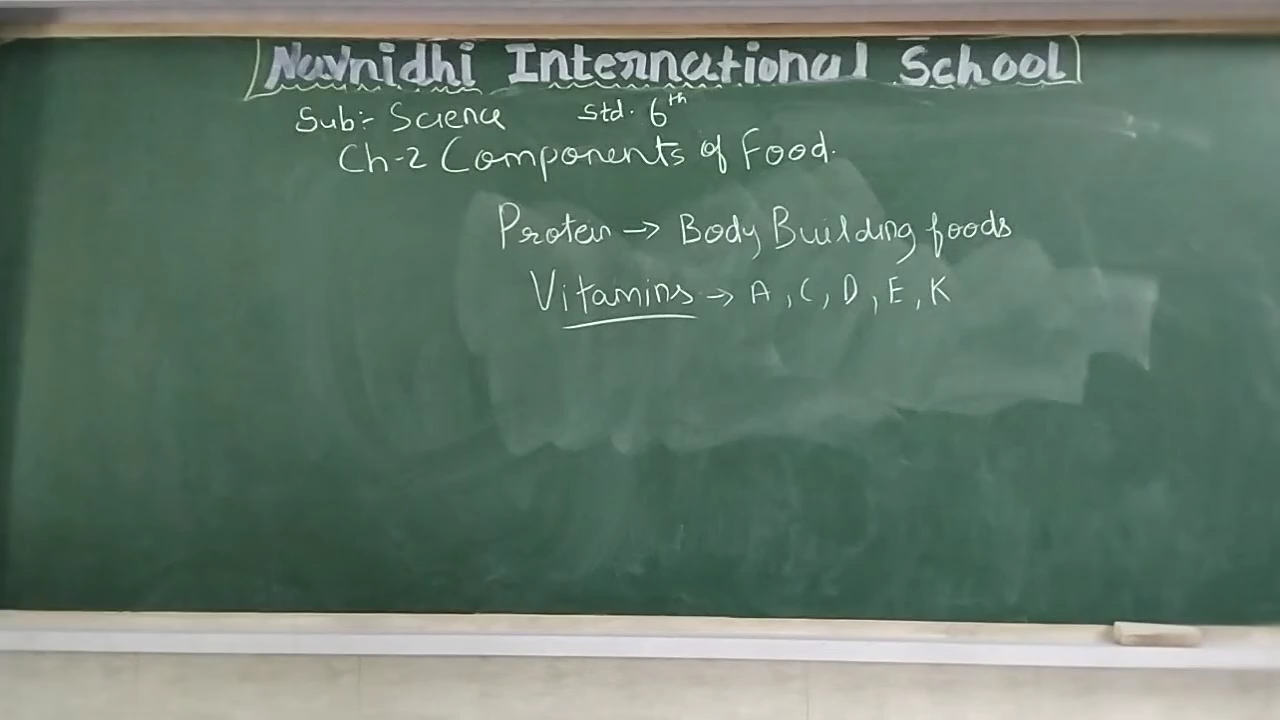 Navnidhi International School
Sub:- Science Std. 6th
Ch-2 Components of Food.
Protein → Body Building foods
Vitamins → A, C, D, E, K